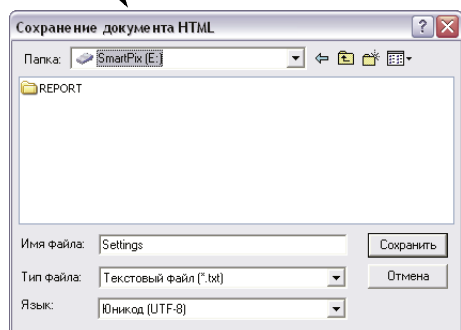 Сохранение документа HTML
Папка: SmartPix (E:)
REPORT
Имя файла: Settings Сохранить
Тип файла: Текстовый файл (*.txt) Отмена
Язык: Юникод (UTF-8)